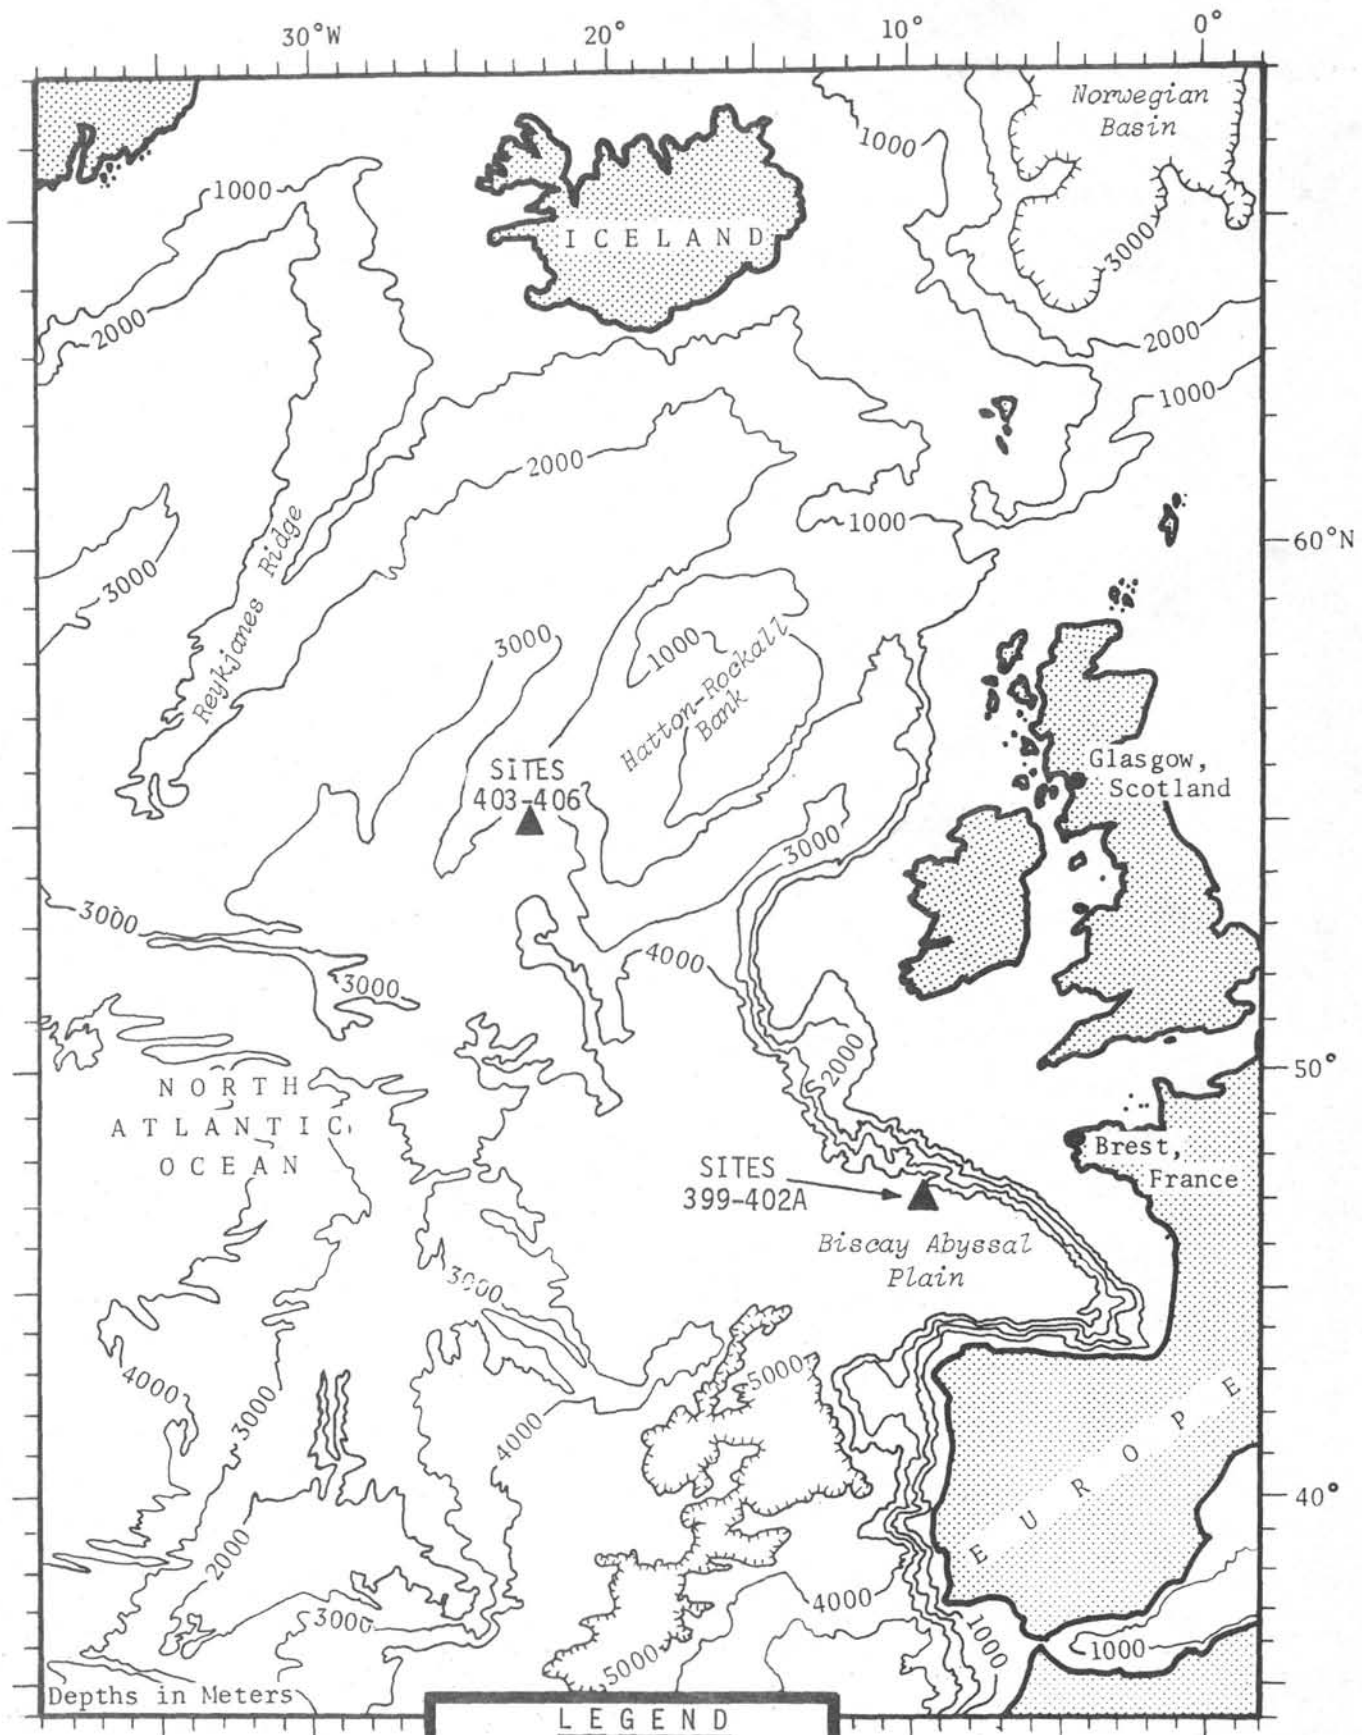 30°W
20°
10°
0°
Norwegian
Basin
1000
1000
3000
ICELAND
2000
2000
1000
2000
1000
60°N
Reykjanes Ridge
3000
3000
1000
Hatton-Rockall
Bank
SITES
403-406
Glasgow,
Scotland
3000
3000
4000
3000
2000
50°
NORTH
ATLANTIC
OCEAN
Brest,
France
SITES
399-402A
Biscay Abyssal
Plain
3000
5000
4000
3000
4000
EUROPE
40°
2000
3000
4000
1000
1000
5000
Depths in Meters
LEGEND